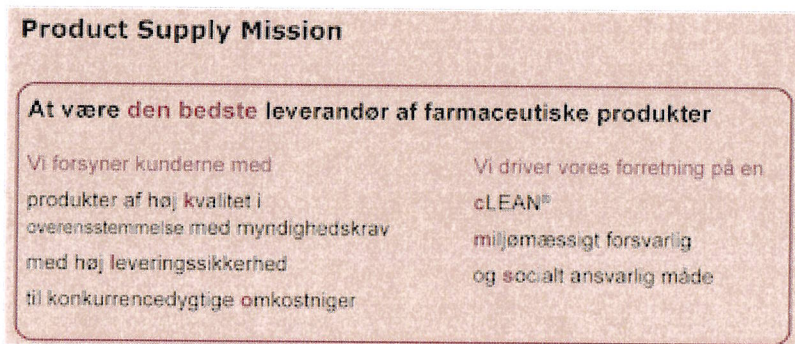 Product Supply Mission
At være den bedste leverandør af farmaceutiske produkter
Vi forsyner kunderne med
produkter af høj kvalitet i
overensstemmelse med myndighedskrav
med høj leveringssikkerhed
til konkurrencedygtige omkostniger
Vi driver vores forretning på en
cLEAN®
miljømæssigt forsvarlig
og socialt ansvarlig måde